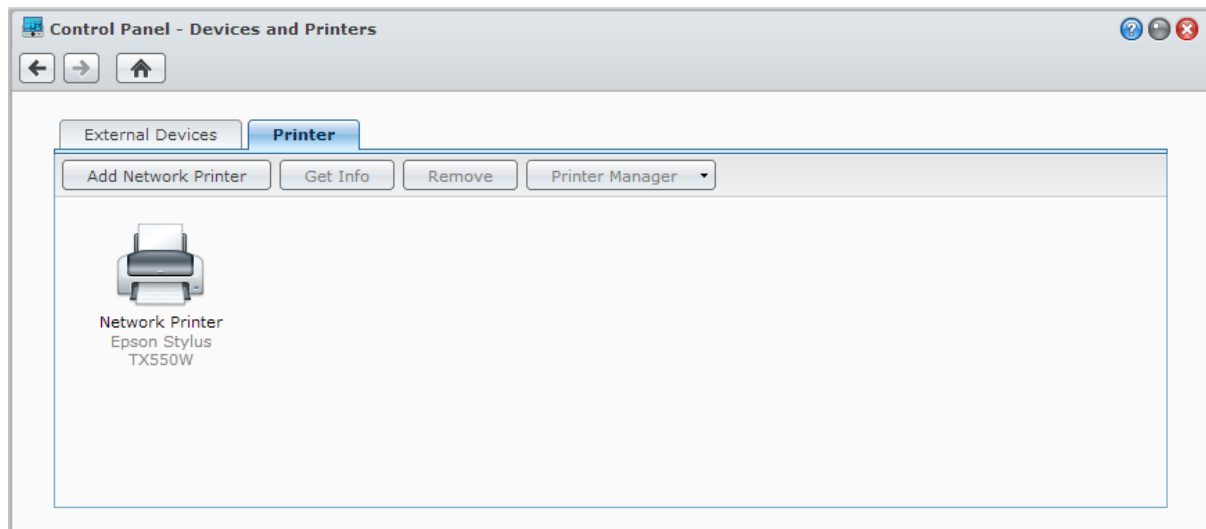 Control Panel - Devices and Printers
External Devices Printer
Add Network Printer Get Info Remove Printer Manager
Network Printer
Epson Stylus
TX550W